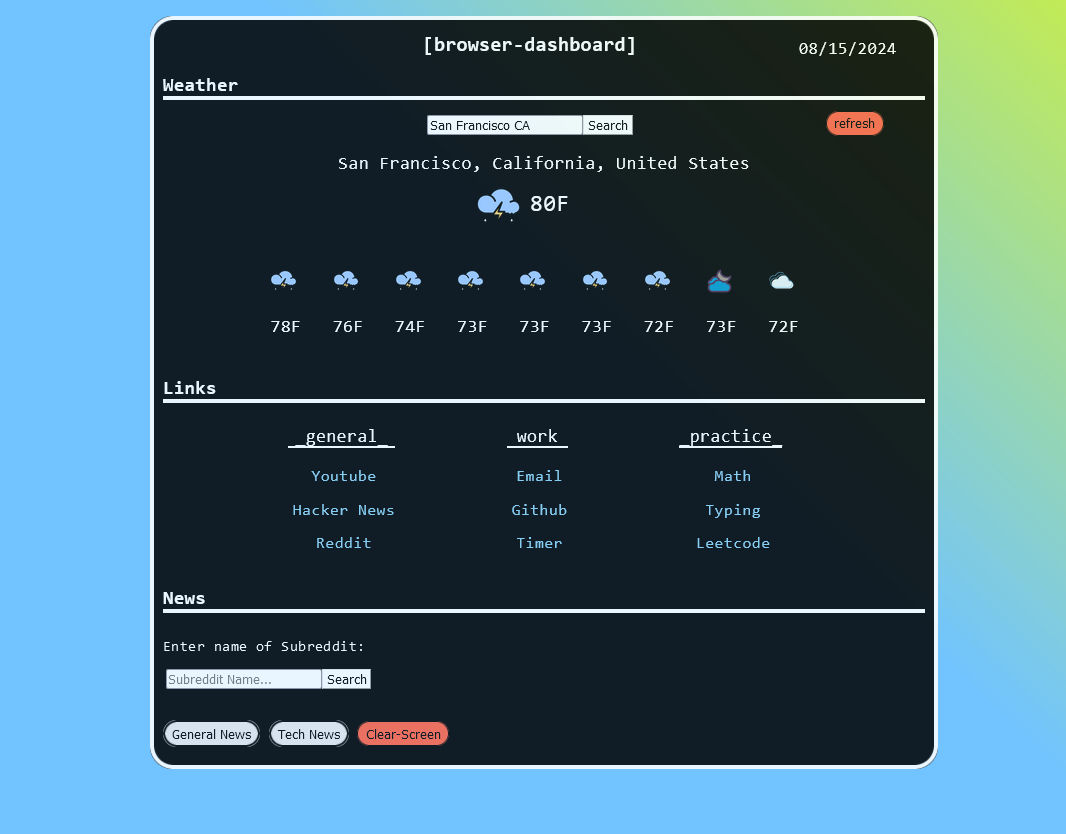 [browser-dashboard] 08/15/2024
Weather
San Francisco CA Search refresh
San Francisco, California, United States
80F
78F 76F 74F 73F 73F 73F 72F 73F 72F
Links
_general_ _work_ _practice_
Youtube Email Math
Hacker News Github Typing
Reddit Timer Leetcode
News
Enter name of Subreddit:
Subreddit Name... Search
General News Tech News Clear-Screen